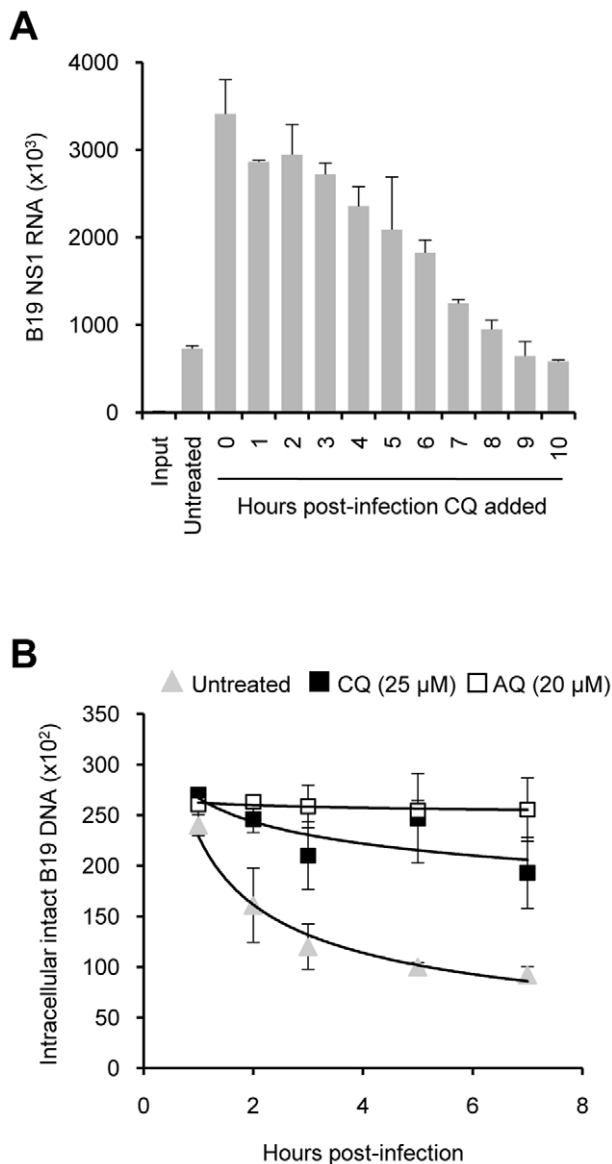 A
B19 NS1 RNA (x10³)
4000
3000
2000
1000
0
Input
Untreated
0
1
2
3
4
5
6
7
8
9
10
Hours post-infection CQ added
B
Untreated
CQ (25 µM)
AQ (20 µM)
Intracellular intact B19 DNA (x10²)
350
300
250
200
150
100
50
0
0
2
4
6
8
Hours post-infection